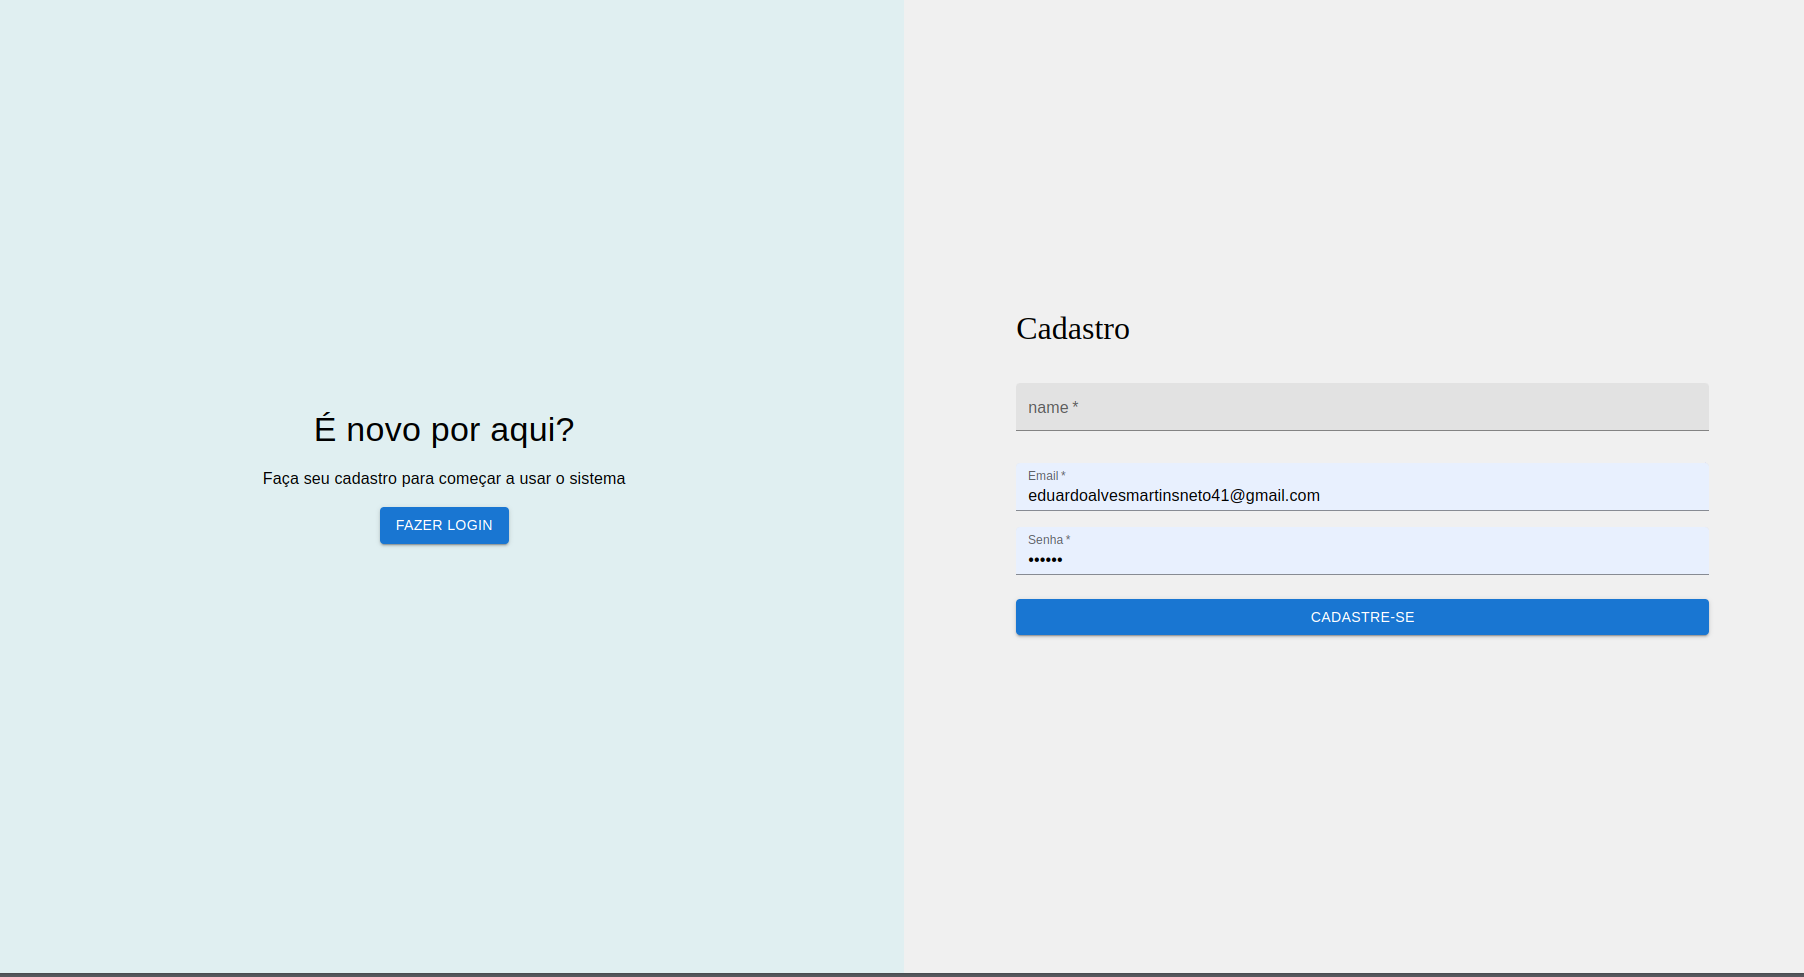 É novo por aqui?
Faça seu cadastro para começar a usar o sistema
FAZER LOGIN
Cadastro
name *
Email *
eduardoalvesmartinsneto41@gmail.com
Senha *
••••••
CADASTRE-SE